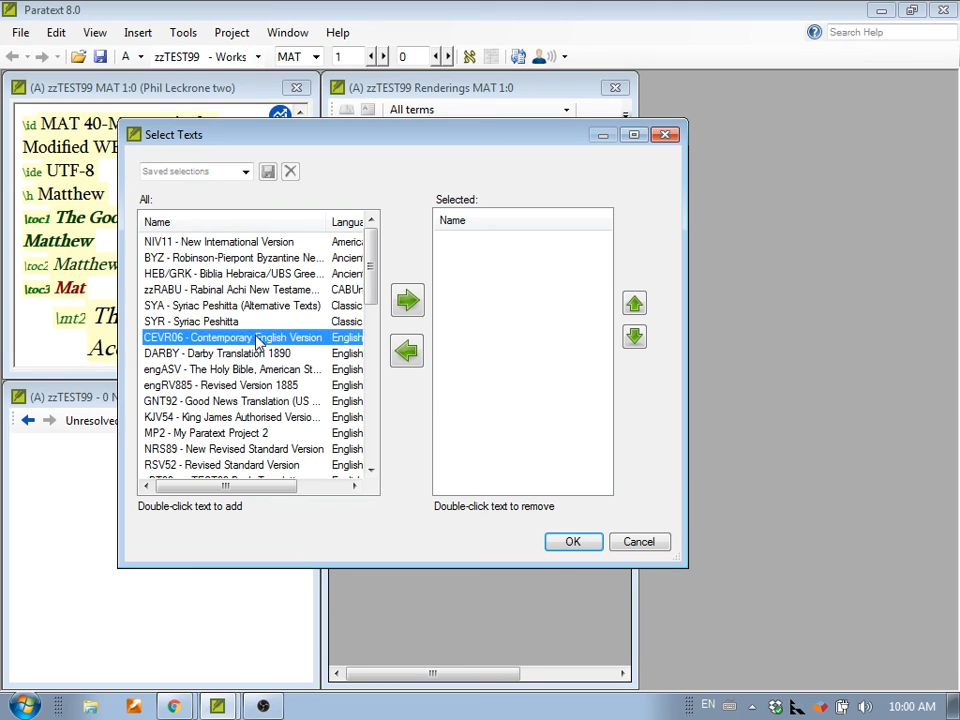 Paratext 8.0
File Edit View Insert Tools Project Window Help
Search Help
A zzTEST99 - Works MAT 1 0
(A) zzTEST99 MAT 1:0 (Phil Leckrone two)
(A) zzTEST99 Renderings MAT 1:0
All terms
\id MAT 40-M
Modified WE
\ide UTF-8
\h Matthew
\toc1 The Go
Matthew
\toc2 Matthew
\toc3 Mat
\mt2 Th
Acc
Select Texts
Saved selections
All:
Selected:
Name Langua
Name
NIV11 - New International Version America
BYZ - Robinson-Pierpont Byzantine Ne... Ancien
HEB/GRK - Biblia Hebraica/UBS Gree... Ancien
zzRABU - Rabinal Achi New Testame... CABUn
SYA - Syriac Peshitta (Alternative Texts) Classic
SYR - Syriac Peshitta Classic
CEVR06 - Contemporary English Version English
DARBY - Darby Translation 1890 English
engASV - The Holy Bible, American St... English
engRV885 - Revised Version 1885 English
GNT92 - Good News Translation (US ... English
KJV54 - King James Authorised Versio... English
MP2 - My Paratext Project 2 English
NRS89 - New Revised Standard Version English
RSV52 - Revised Standard Version English
Double-click text to add
Double-click text to remove
OK
Cancel
(A) zzTEST99 - 0 N
Unresolved
EN
10:00 AM